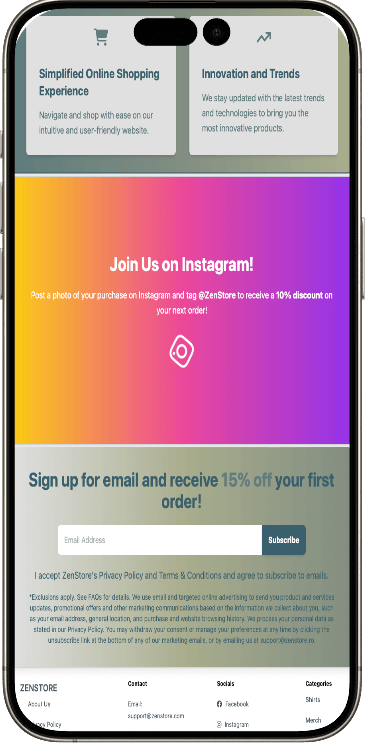 Simplified Online Shopping
Experience
Navigate and shop with ease on our
intuitive and user-friendly website.
Innovation and Trends
We stay updated with the latest trends
and technologies to bring you the
most innovative products.
Join Us on Instagram!
Post a photo of your purchase on Instagram and tag @ZenStore to receive a 10% discount on
your next order!
Sign up for email and receive 15% off your first
order!
Email Address
Subscribe
I accept ZenStore's Privacy Policy and Terms & Conditions and agree to subscribe to emails.
*Exclusions apply. See FAQs for details. We use email and targeted online advertising to send you product and services
updates, promotional offers and other marketing communications based on the information we collect about you, such
as your email address, general location, and purchase and website browsing history. We process your personal data as
stated in our Privacy Policy. You may withdraw your consent or manage your preferences at any time by clicking the
unsubscribe link at the bottom of any of our marketing emails, or by emailing us at support@zenstore.ro.
ZENSTORE
About Us
Policy
Contact
Email:
support@zenstore.com
Socials
Facebook
Instagram
Categories
Shirts
Merch